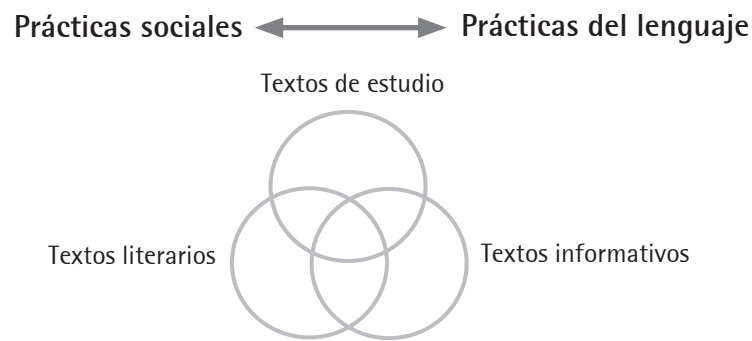 Prácticas sociales Prácticas del lenguaje
Textos de estudio
Textos literarios
Textos informativos